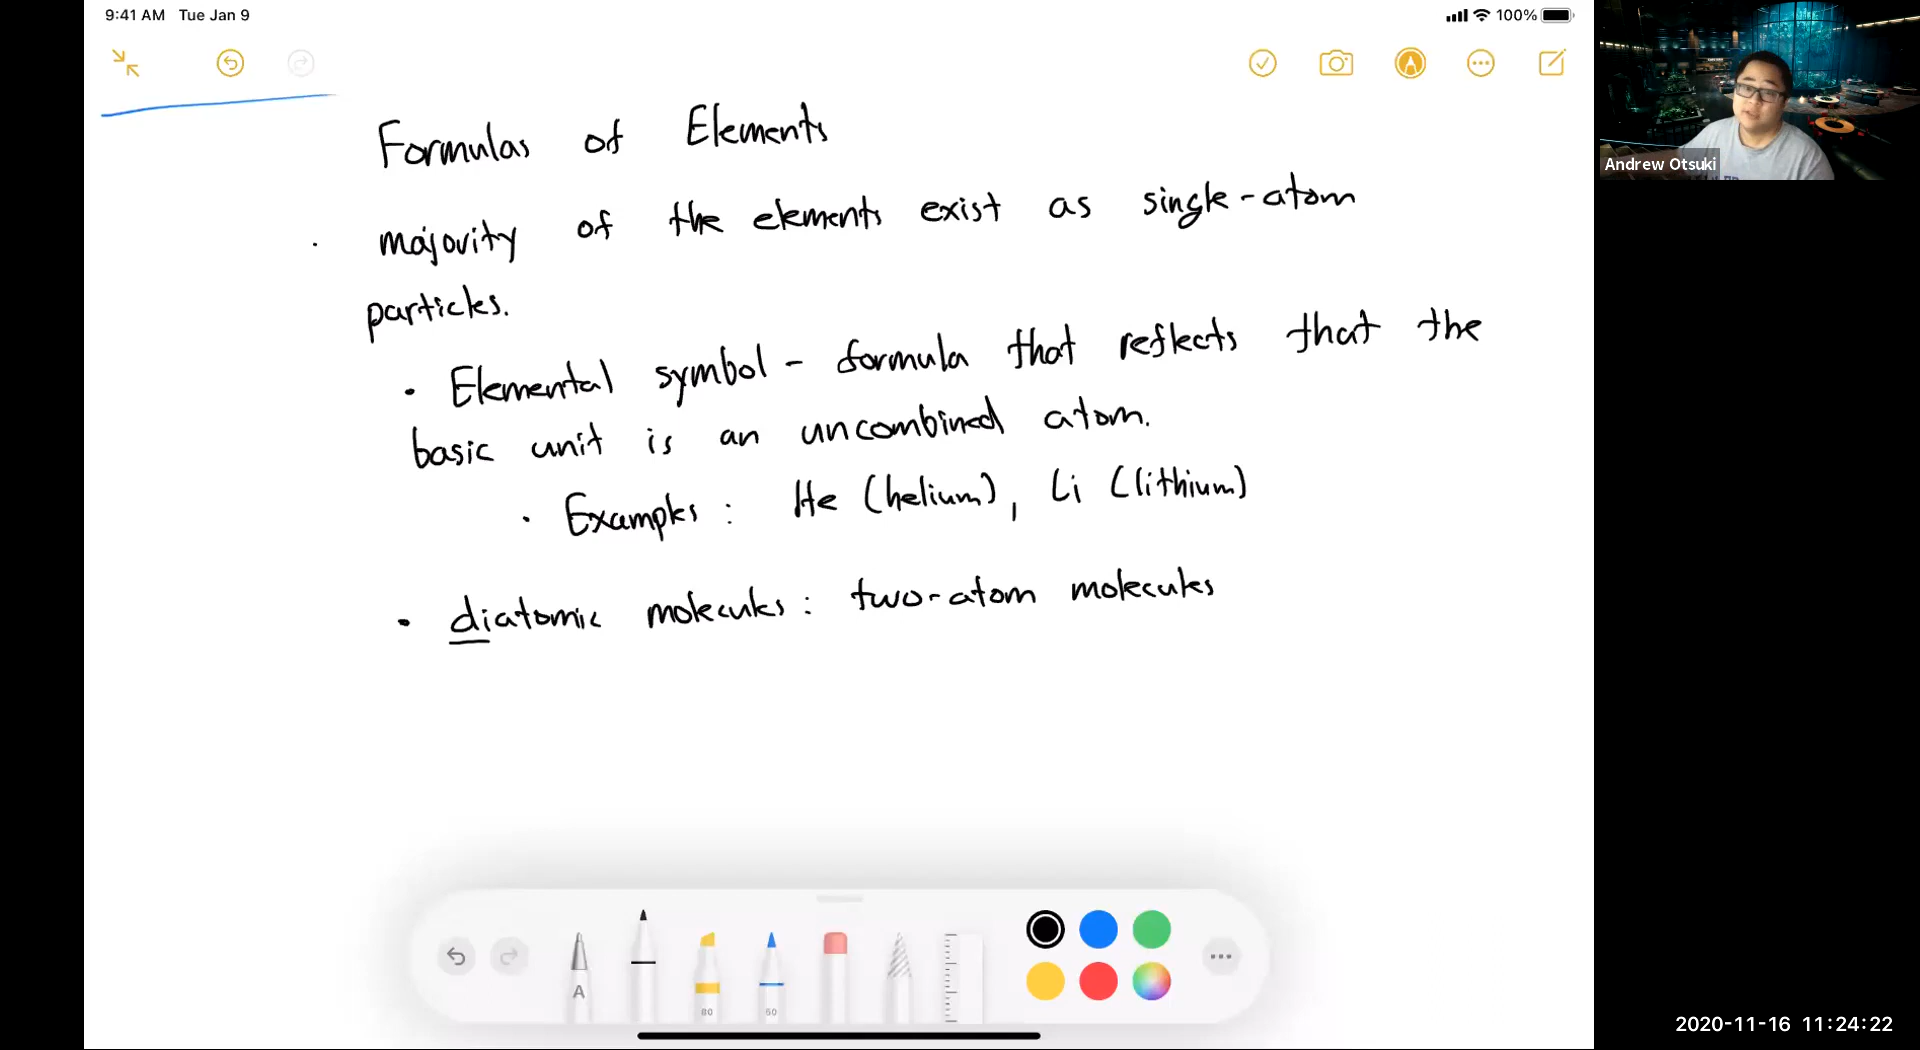 9:41 AM Tue Jan 9
100%
Formulas of Elements
• majority of the elements exist as single-atom
particles.
• Elemental symbol - formula that reflects that the
basic unit is an uncombined atom.
• Examples: He (helium), Li (lithium)
• diatomic molecules: two-atom molecules
A
80
60
Andrew Otsuki
2020-11-16 11:24:22